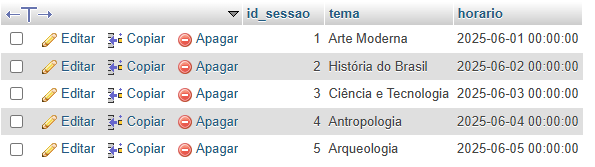 id_sessao tema horario
Editar Copiar Apagar 1 Arte Moderna 2025-06-01 00:00:00
Editar Copiar Apagar 2 História do Brasil 2025-06-02 00:00:00
Editar Copiar Apagar 3 Ciência e Tecnologia 2025-06-03 00:00:00
Editar Copiar Apagar 4 Antropologia 2025-06-04 00:00:00
Editar Copiar Apagar 5 Arqueologia 2025-06-05 00:00:00